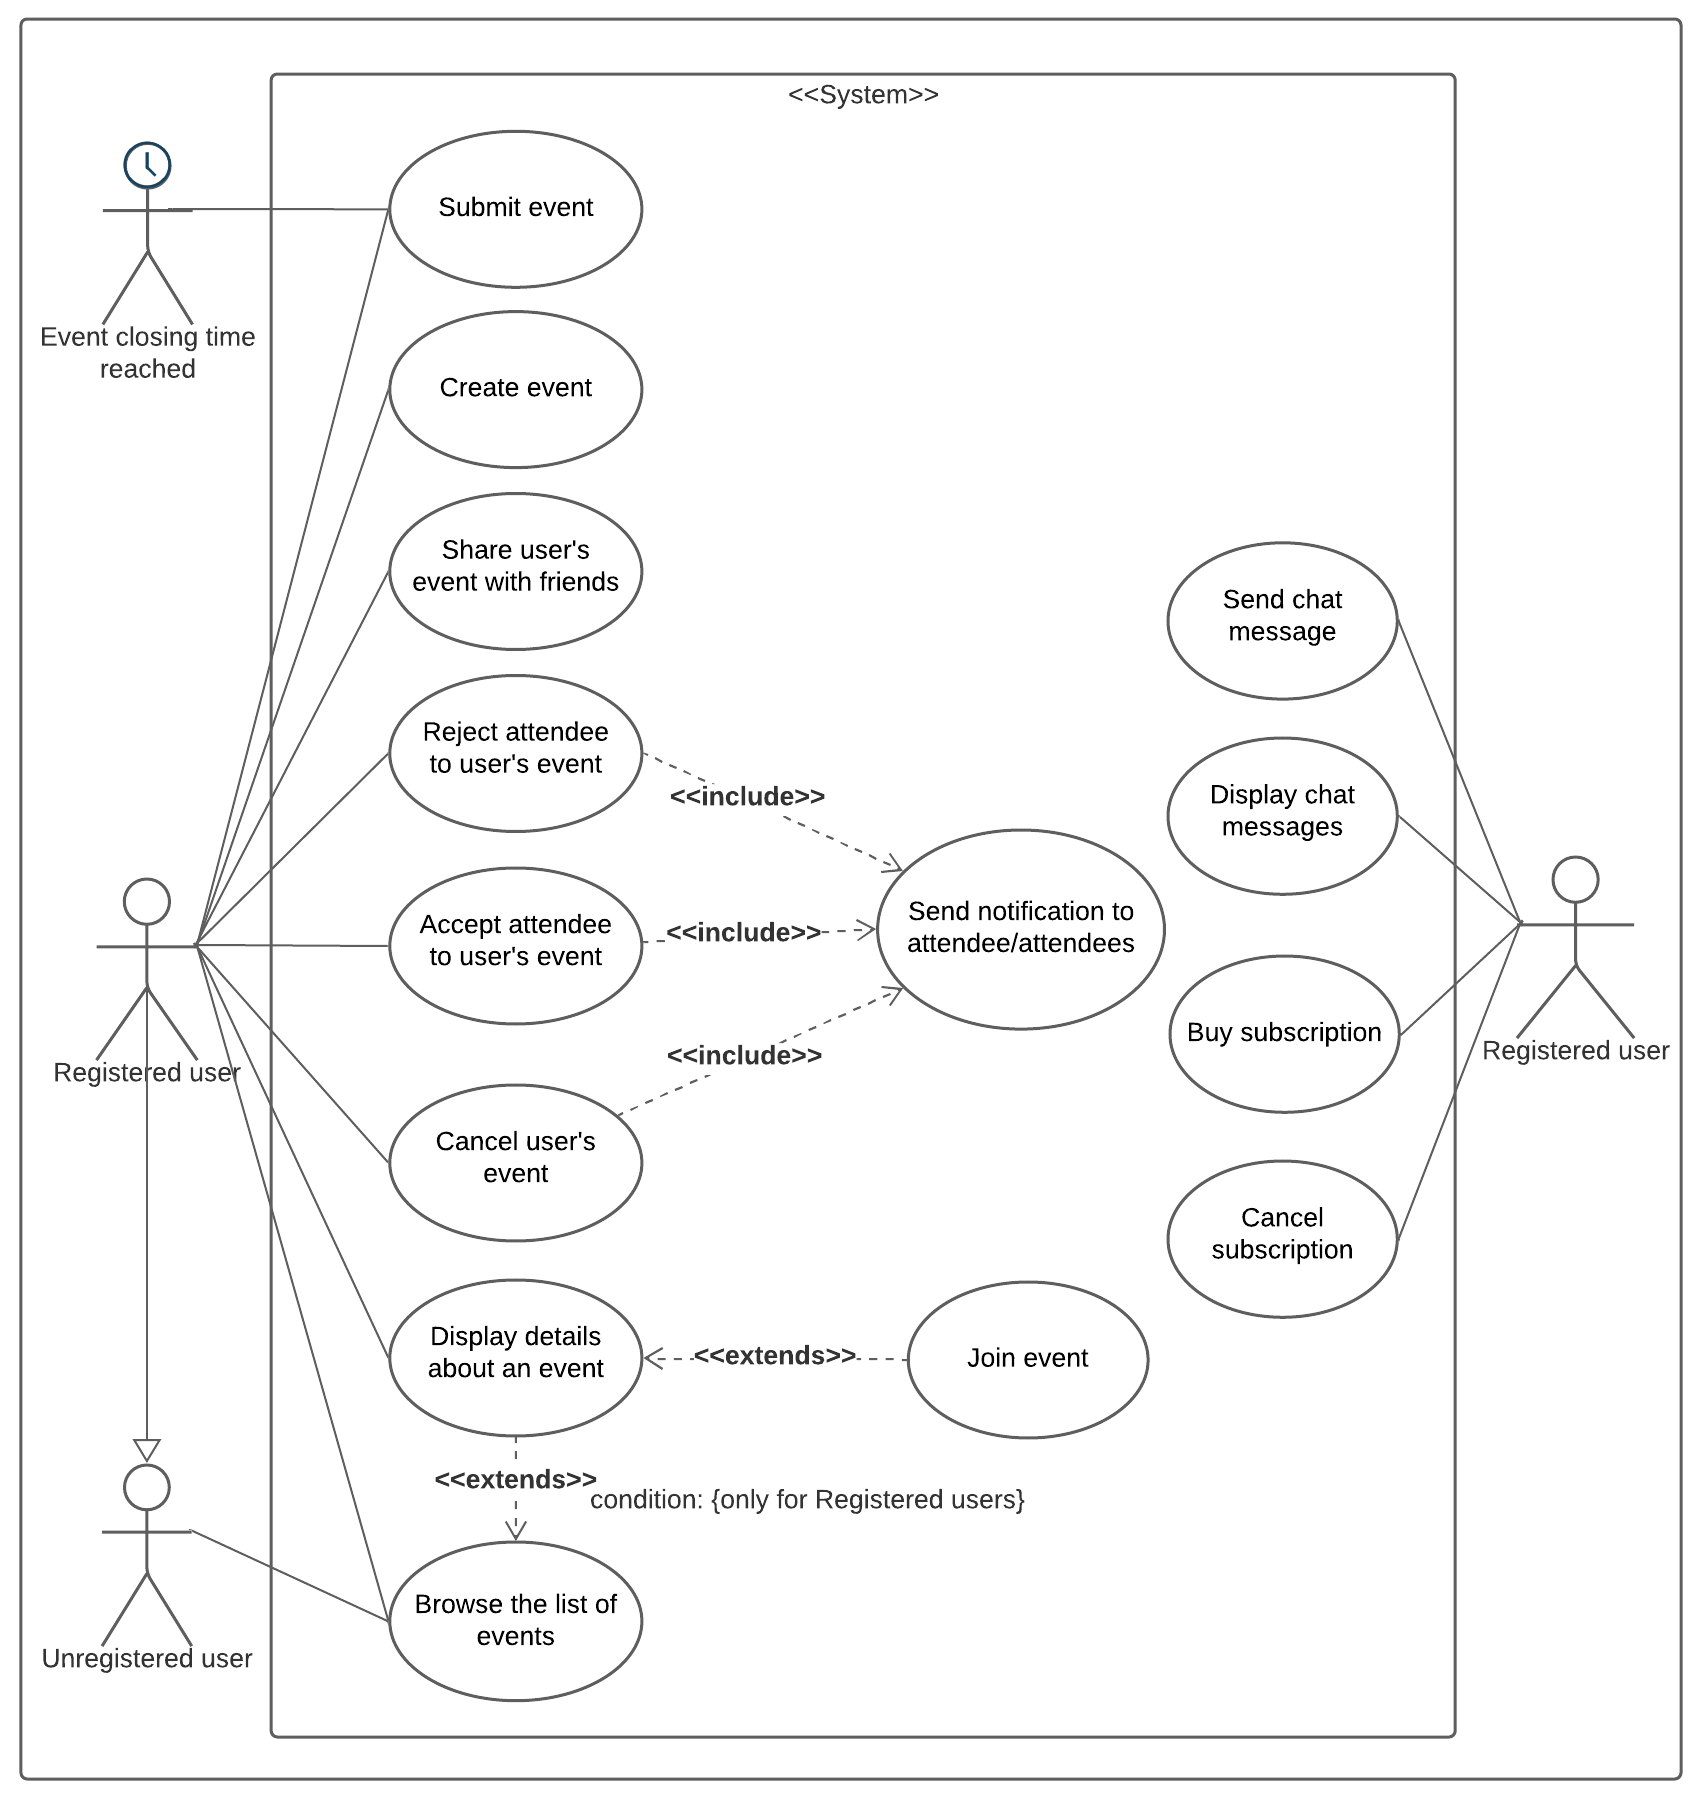 <<System>>
Submit event
Event closing time
reached
Create event
Share user's
event with friends
Send chat
message
Reject attendee
to user's event
<<include>>
Display chat
messages
Accept attendee
to user's event
<<include>>
Send notification to
attendee/attendees
Registered user
Buy subscription
Registered user
<<include>>
Cancel user's
event
Cancel
subscription
Display details
about an event
<<extends>>
Join event
<<extends>>
condition: {only for Registered users}
Browse the list of
events
Unregistered user